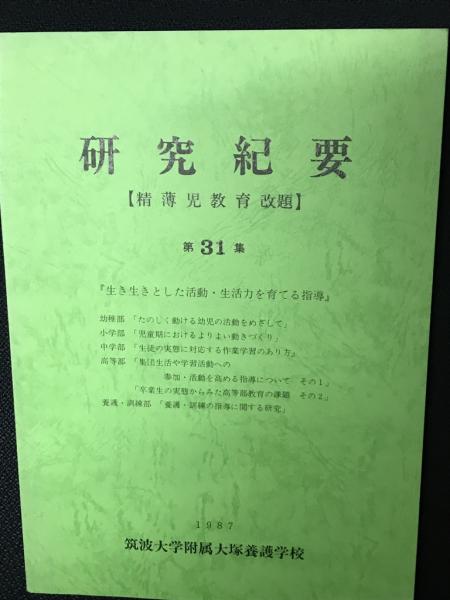 研究紀要
【精薄児教育改題】
第31集
『生き生きとした活動・生活力を育てる指導』
幼稚部 「たのしく動ける幼児の活動をめざして」
小学部 「児童期におけるよりよい動きづくり」
中学部 「生徒の実態に対応する作業学習のあり方」
高等部 「集団生活や学習活動への
参加・活動を高める指導について その1」
「卒業生の実態からみた高等部教育の課題 その2」
養護・訓練部 「養護・訓練の指導に関する研究」
1987
筑波大学附属大塚養護学校